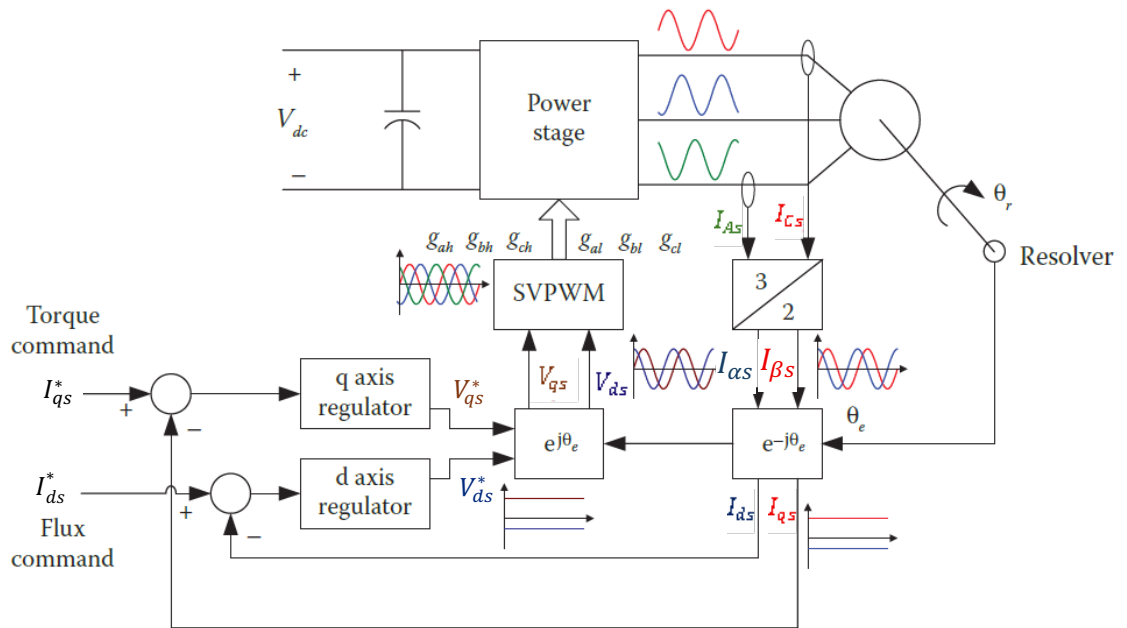 +
V_dc
−
Power
stage
θ_r
Resolver
I_As
I_Cs
g_ah g_bh g_ch
g_al g_bl g_cl
SVPWM
3
2
Torque
command
I*_qs
+
−
q axis
regulator
V*_qs
V_qs
V_ds
I_αs
I_βs
e^jθ_e
e^−jθ_e
θ_e
I*_ds
+
−
Flux
command
d axis
regulator
V*_ds
I_ds
I_qs